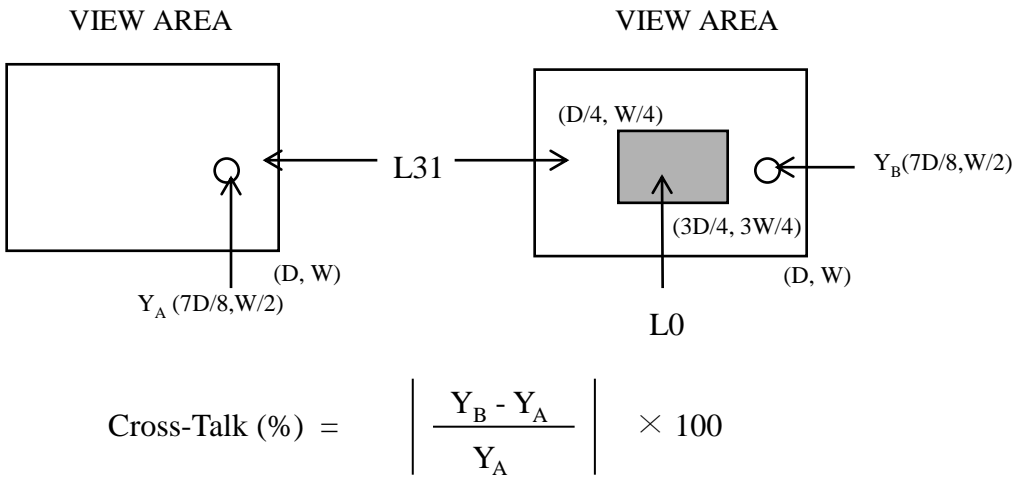 VIEW AREA
VIEW AREA
(D/4, W/4)
L31
Y_B(7D/8,W/2)
(3D/4, 3W/4)
(D, W)
(D, W)
Y_A (7D/8,W/2)
L0
Cross-Talk (%) = | (Y_B - Y_A) / Y_A | × 100